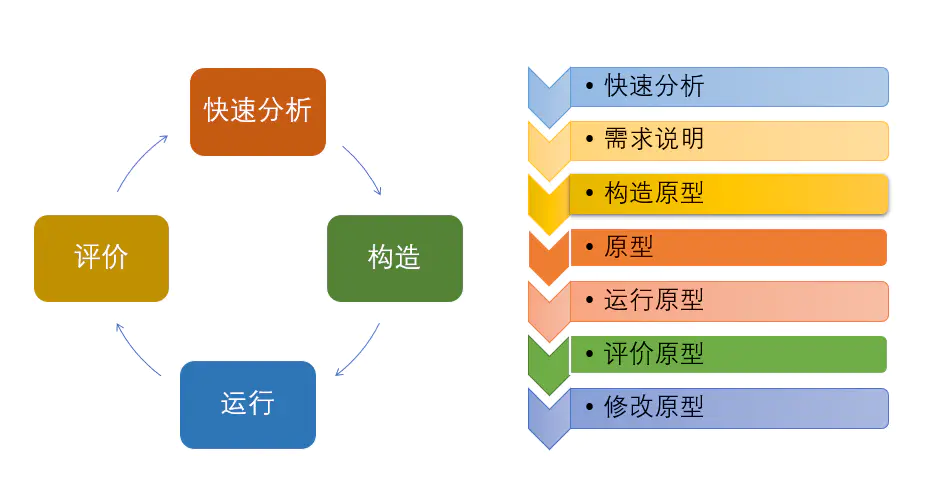 快速分析
构造
运行
评价
• 快速分析
• 需求说明
• 构造原型
• 原型
• 运行原型
• 评价原型
• 修改原型